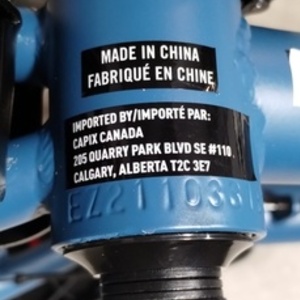 MADE IN CHINA
FABRIQUÉ EN CHINE
IMPORTED BY/IMPORTÉ PAR:
CAPIX CANADA
205 QUARRY PARK BLVD SE #110
CALGARY, ALBERTA T2C 3E7